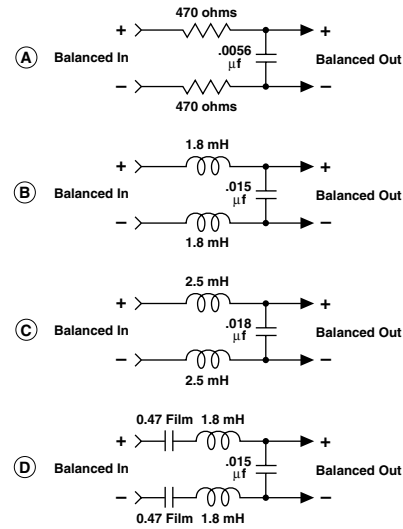 470 ohms
+ +
A Balanced In .0056 µf Balanced Out
– –
470 ohms
1.8 mH
+ +
B Balanced In .015 µf Balanced Out
– –
1.8 mH
2.5 mH
+ +
C Balanced In .018 µf Balanced Out
– –
2.5 mH
0.47 Film 1.8 mH
+ +
D Balanced In .015 µf Balanced Out
– –
0.47 Film 1.8 mH